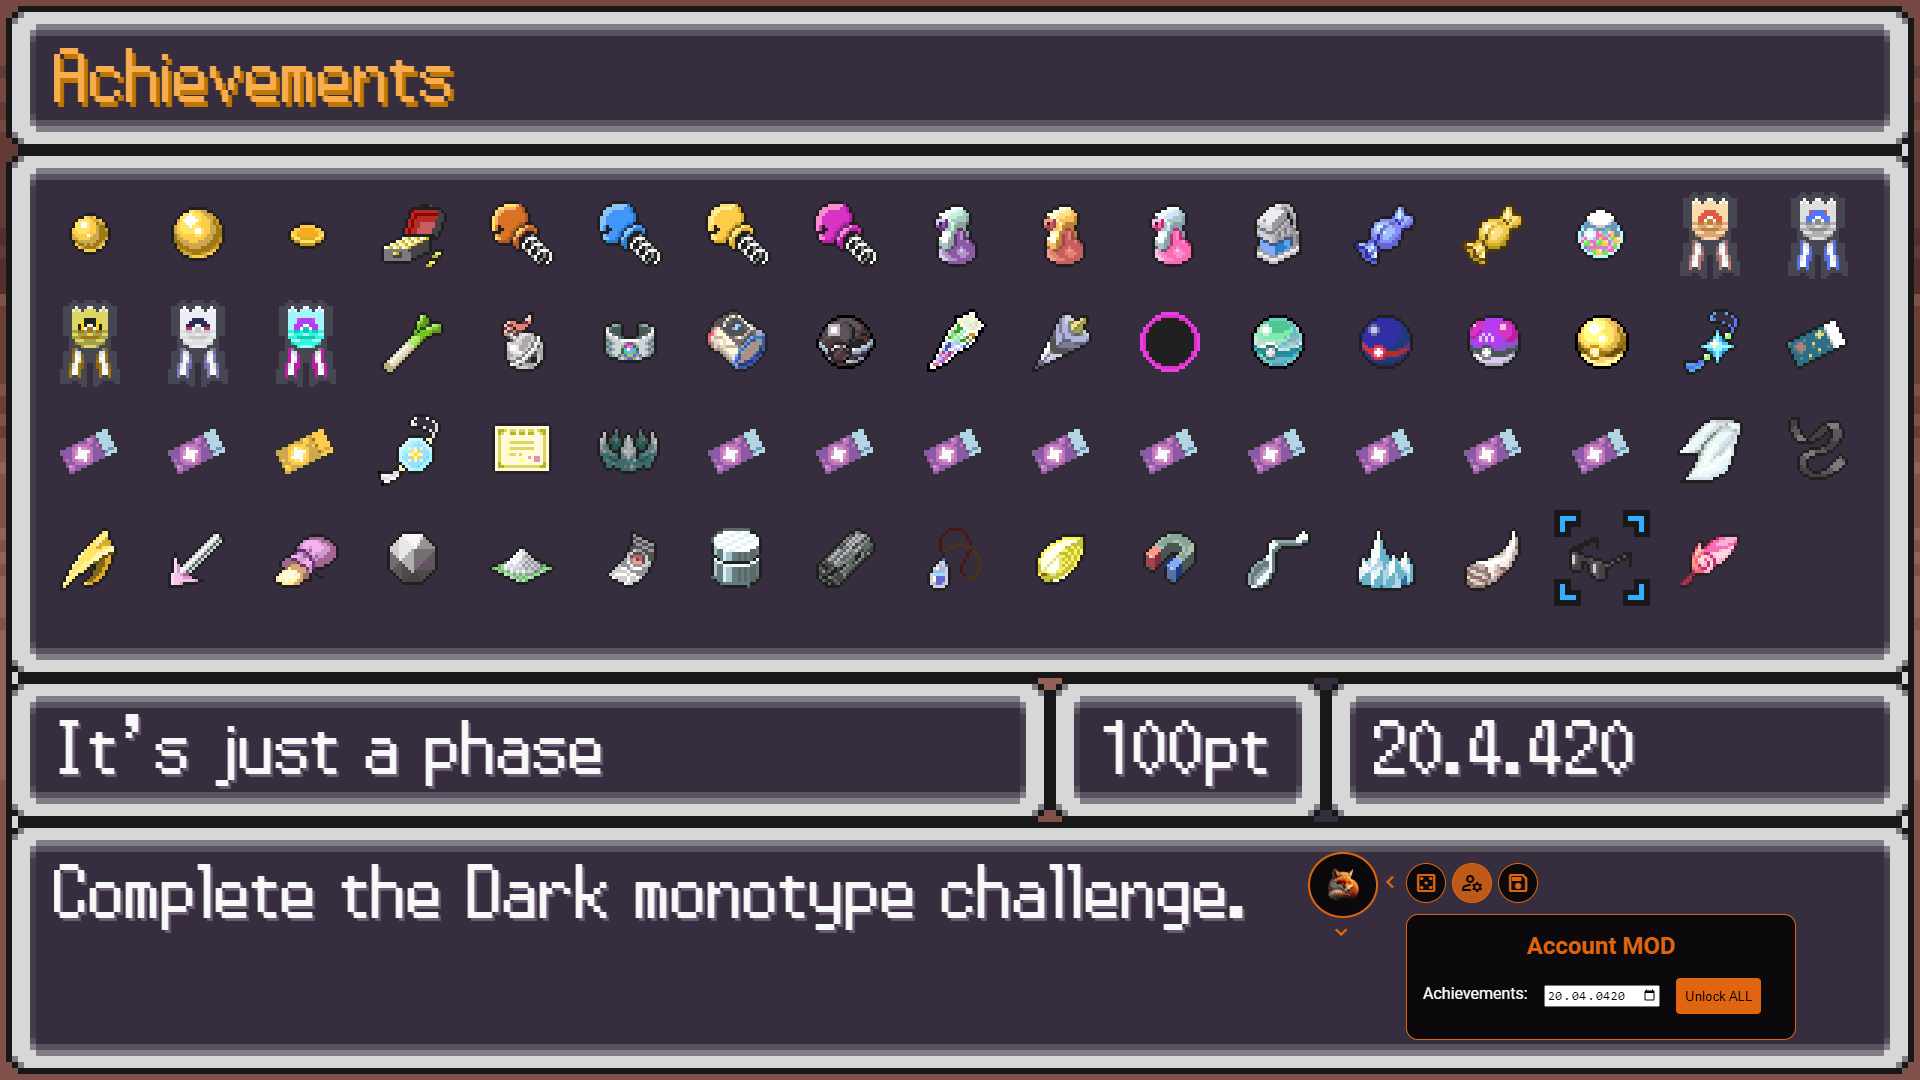 Achievements
It's just a phase
100pt
20.4.420
Complete the Dark monotype challenge.
Account MOD
Achievements:
20.04.0420
Unlock ALL